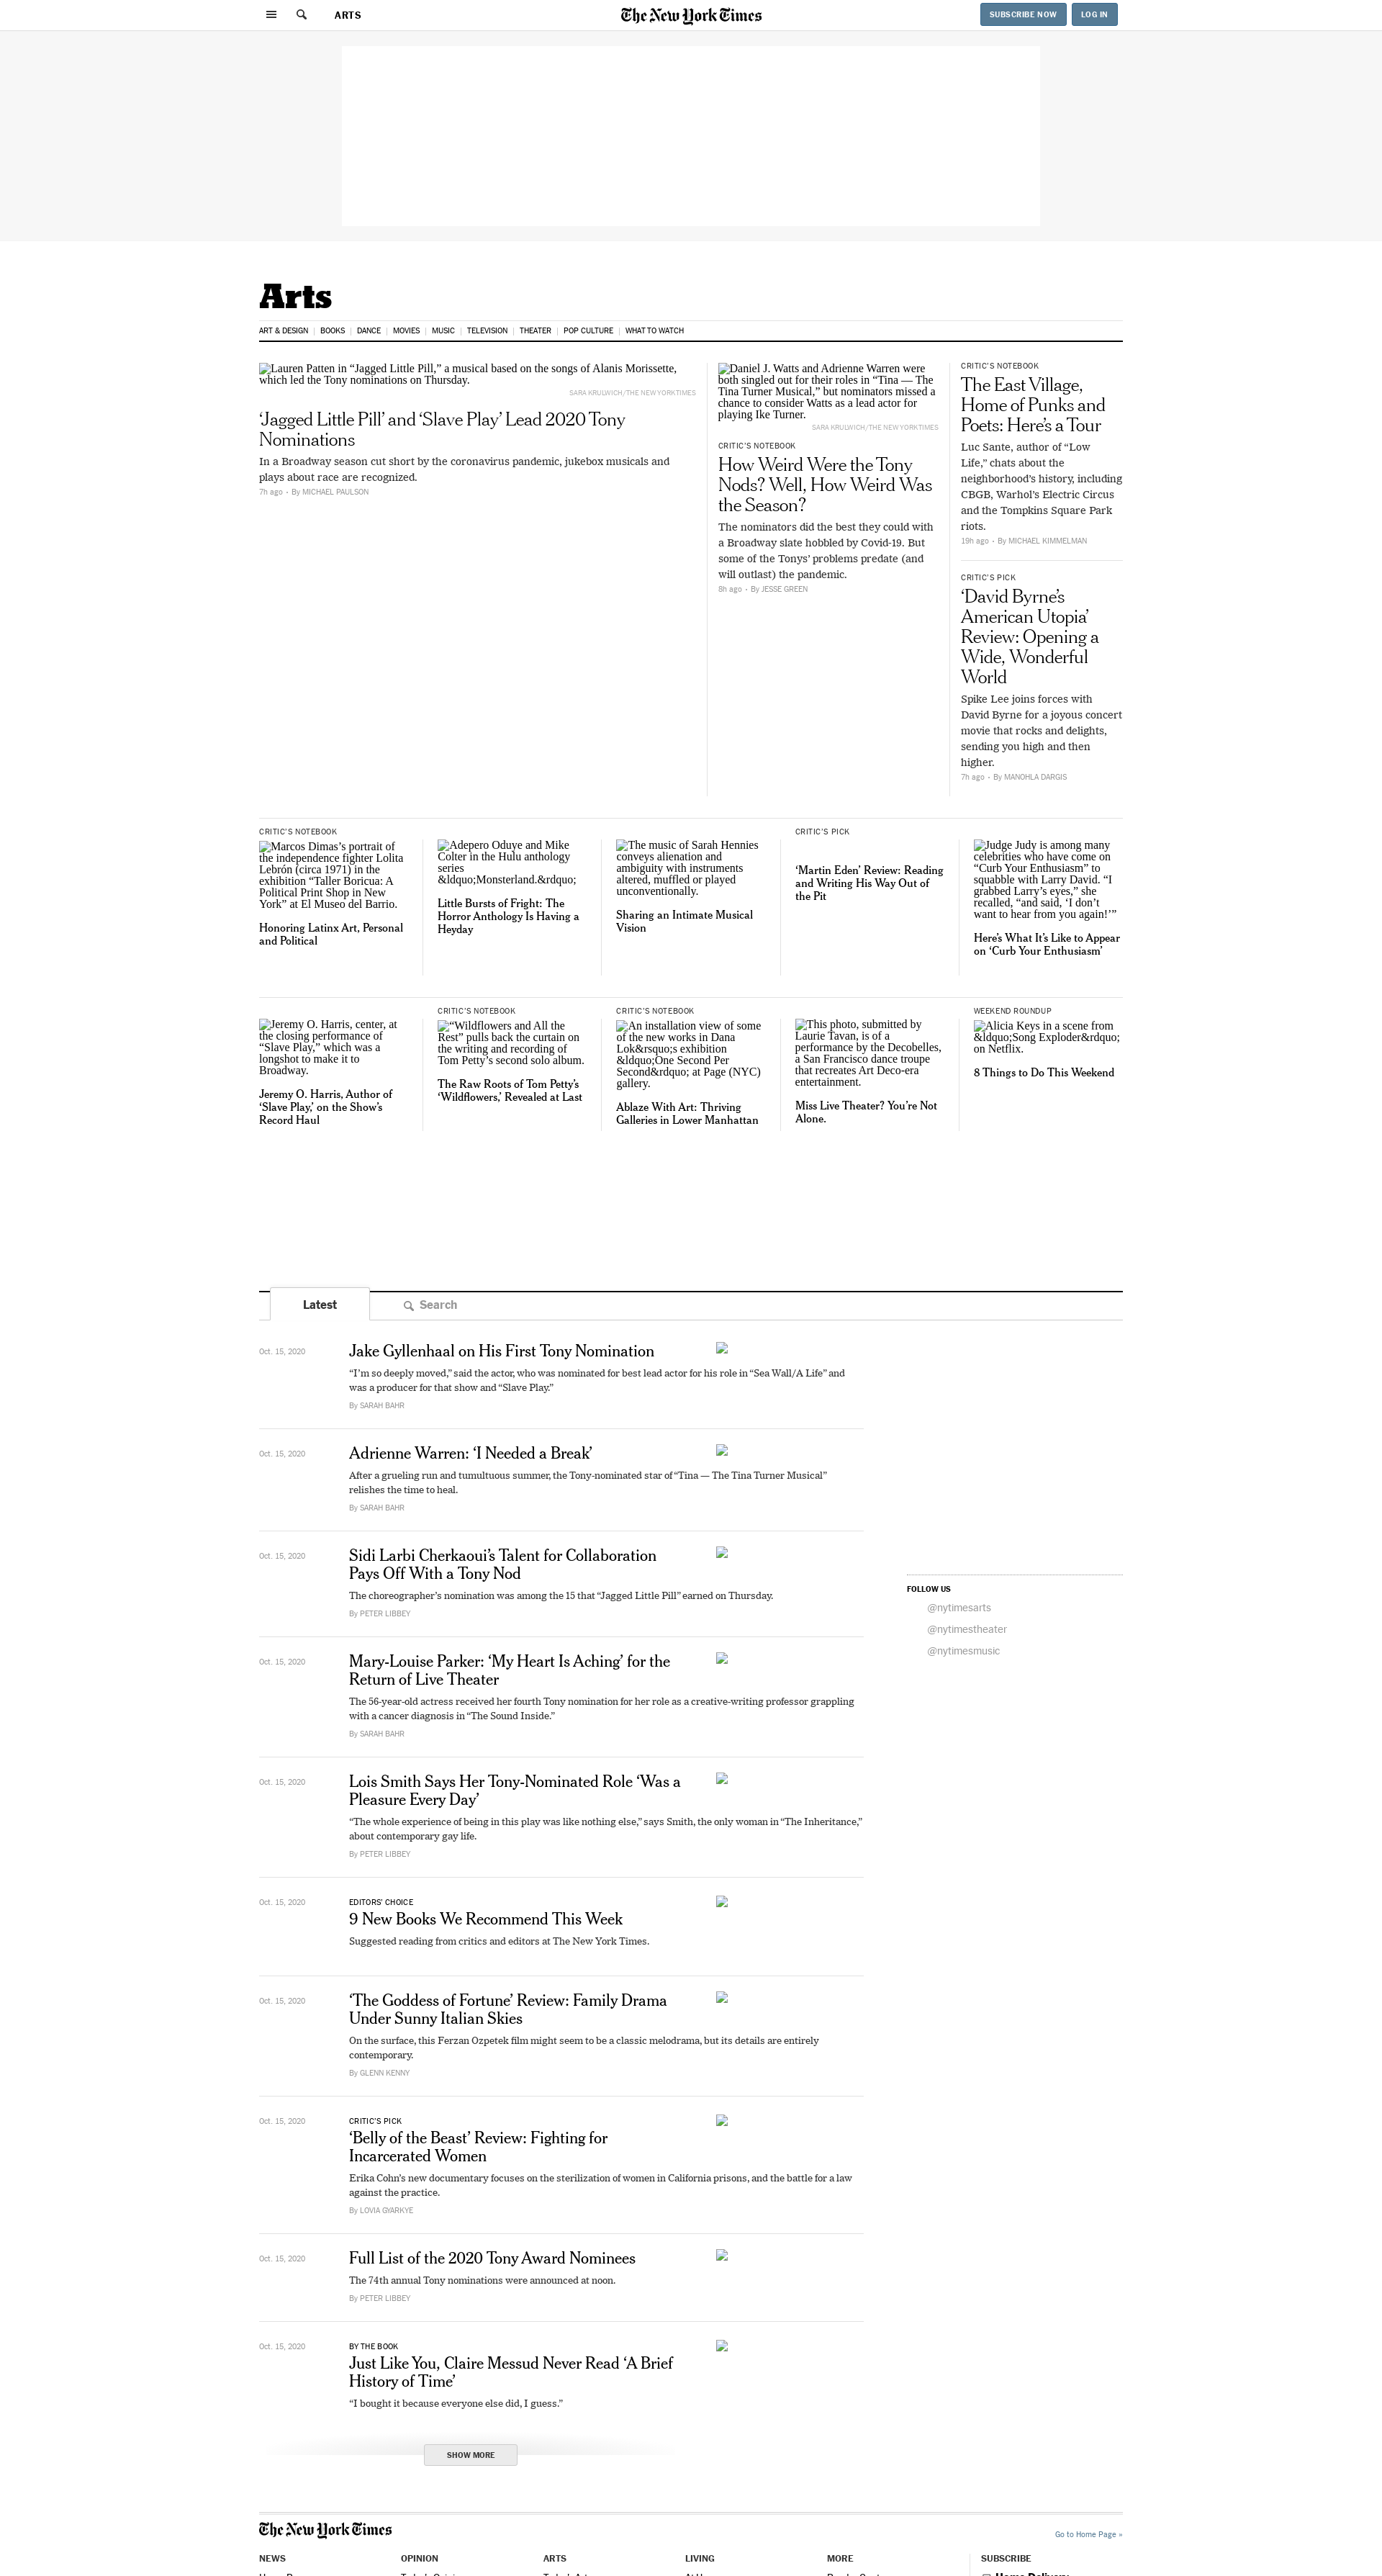 ARTS
The New York Times
SUBSCRIBE NOW
LOG IN
Arts
ART & DESIGN
BOOKS
DANCE
MOVIES
MUSIC
TELEVISION
THEATER
POP CULTURE
WHAT TO WATCH
Lauren Patten in “Jagged Little Pill,” a musical based on the songs of Alanis Morissette,
which led the Tony nominations on Thursday.
SARA KRULWICH/THE NEW YORK TIMES
‘Jagged Little Pill’ and ‘Slave Play’ Lead 2020 Tony
Nominations
In a Broadway season cut short by the coronavirus pandemic, jukebox musicals and
plays about race are recognized.
7h ago • By MICHAEL PAULSON
Daniel J. Watts and Adrienne Warren were
both singled out for their roles in “Tina — The
Tina Turner Musical,” but nominators missed a
chance to consider Watts as a lead actor for
playing Ike Turner.
SARA KRULWICH/THE NEW YORK TIMES
CRITIC’S NOTEBOOK
How Weird Were the Tony
Nods? Well, How Weird Was
the Season?
The nominators did the best they could with
a Broadway slate hobbled by Covid-19. But
some of the Tonys’ problems predate (and
will outlast) the pandemic.
8h ago • By JESSE GREEN
CRITIC’S NOTEBOOK
The East Village,
Home of Punks and
Poets: Here’s a Tour
Luc Sante, author of “Low
Life,” chats about the
neighborhood’s history, including
CBGB, Warhol’s Electric Circus
and the Tompkins Square Park
riots.
19h ago • By MICHAEL KIMMELMAN
CRITIC’S PICK
‘David Byrne’s
American Utopia’
Review: Opening a
Wide, Wonderful
World
Spike Lee joins forces with
David Byrne for a joyous concert
movie that rocks and delights,
sending you high and then
higher.
7h ago • By MANOHLA DARGIS
CRITIC’S NOTEBOOK
Marcos Dimas’s portrait of
the independence fighter Lolita
Lebrón (circa 1971) in the
exhibition “Taller Boricua: A
Political Print Shop in New
York” at El Museo del Barrio.
Honoring Latinx Art, Personal
and Political
Adepero Oduye and Mike
Colter in the Hulu anthology
series
&ldquo;Monsterland.&rdquo;
Little Bursts of Fright: The
Horror Anthology Is Having a
Heyday
The music of Sarah Hennies
conveys alienation and
ambiguity with instruments
altered, muffled or played
unconventionally.
Sharing an Intimate Musical
Vision
CRITIC’S PICK
‘Martin Eden’ Review: Reading
and Writing His Way Out of
the Pit
Judge Judy is among many
celebrities who have come on
“Curb Your Enthusiasm” to
squabble with Larry David. “I
grabbed Larry’s eyes,” she
recalled, “and said, ‘I don’t
want to hear from you again!’”
Here’s What It’s Like to Appear
on ‘Curb Your Enthusiasm’
Jeremy O. Harris, center, at
the closing performance of
“Slave Play,” which was a
longshot to make it to
Broadway.
Jeremy O. Harris, Author of
‘Slave Play,’ on the Show’s
Record Haul
CRITIC’S NOTEBOOK
“Wildflowers and All the
Rest” pulls back the curtain on
the writing and recording of
Tom Petty’s second solo album.
The Raw Roots of Tom Petty’s
‘Wildflowers,’ Revealed at Last
CRITIC’S NOTEBOOK
An installation view of some
of the new works in Dana
Lok&rsquo;s exhibition
&ldquo;One Second Per
Second&rdquo; at Page (NYC)
gallery.
Ablaze With Art: Thriving
Galleries in Lower Manhattan
This photo, submitted by
Laurie Tavan, is of a
performance by the Decobelles,
a San Francisco dance troupe
that recreates Art Deco-era
entertainment.
Miss Live Theater? You’re Not
Alone.
WEEKEND ROUNDUP
Alicia Keys in a scene from
&ldquo;Song Exploder&rdquo;
on Netflix.
8 Things to Do This Weekend
Latest
Search
Oct. 15, 2020
Jake Gyllenhaal on His First Tony Nomination
“I’m so deeply moved,” said the actor, who was nominated for best lead actor for his role in “Sea Wall/A Life” and
was a producer for that show and “Slave Play.”
By SARAH BAHR
Oct. 15, 2020
Adrienne Warren: ‘I Needed a Break’
After a grueling run and tumultuous summer, the Tony-nominated star of “Tina — The Tina Turner Musical”
relishes the time to heal.
By SARAH BAHR
Oct. 15, 2020
Sidi Larbi Cherkaoui’s Talent for Collaboration
Pays Off With a Tony Nod
The choreographer’s nomination was among the 15 that “Jagged Little Pill” earned on Thursday.
By PETER LIBBEY
FOLLOW US
@nytimesarts
@nytimestheater
@nytimesmusic
Oct. 15, 2020
Mary-Louise Parker: ‘My Heart Is Aching’ for the
Return of Live Theater
The 56-year-old actress received her fourth Tony nomination for her role as a creative-writing professor grappling
with a cancer diagnosis in “The Sound Inside.”
By SARAH BAHR
Oct. 15, 2020
Lois Smith Says Her Tony-Nominated Role ‘Was a
Pleasure Every Day’
“The whole experience of being in this play was like nothing else,” says Smith, the only woman in “The Inheritance,”
about contemporary gay life.
By PETER LIBBEY
Oct. 15, 2020
EDITORS’ CHOICE
9 New Books We Recommend This Week
Suggested reading from critics and editors at The New York Times.
Oct. 15, 2020
‘The Goddess of Fortune’ Review: Family Drama
Under Sunny Italian Skies
On the surface, this Ferzan Ozpetek film might seem to be a classic melodrama, but its details are entirely
contemporary.
By GLENN KENNY
Oct. 15, 2020
CRITIC’S PICK
‘Belly of the Beast’ Review: Fighting for
Incarcerated Women
Erika Cohn’s new documentary focuses on the sterilization of women in California prisons, and the battle for a law
against the practice.
By LOVIA GYARKYE
Oct. 15, 2020
Full List of the 2020 Tony Award Nominees
The 74th annual Tony nominations were announced at noon.
By PETER LIBBEY
Oct. 15, 2020
BY THE BOOK
Just Like You, Claire Messud Never Read ‘A Brief
History of Time’
“I bought it because everyone else did, I guess.”
SHOW MORE
The New York Times
Go to Home Page »
NEWS
OPINION
ARTS
LIVING
MORE
SUBSCRIBE